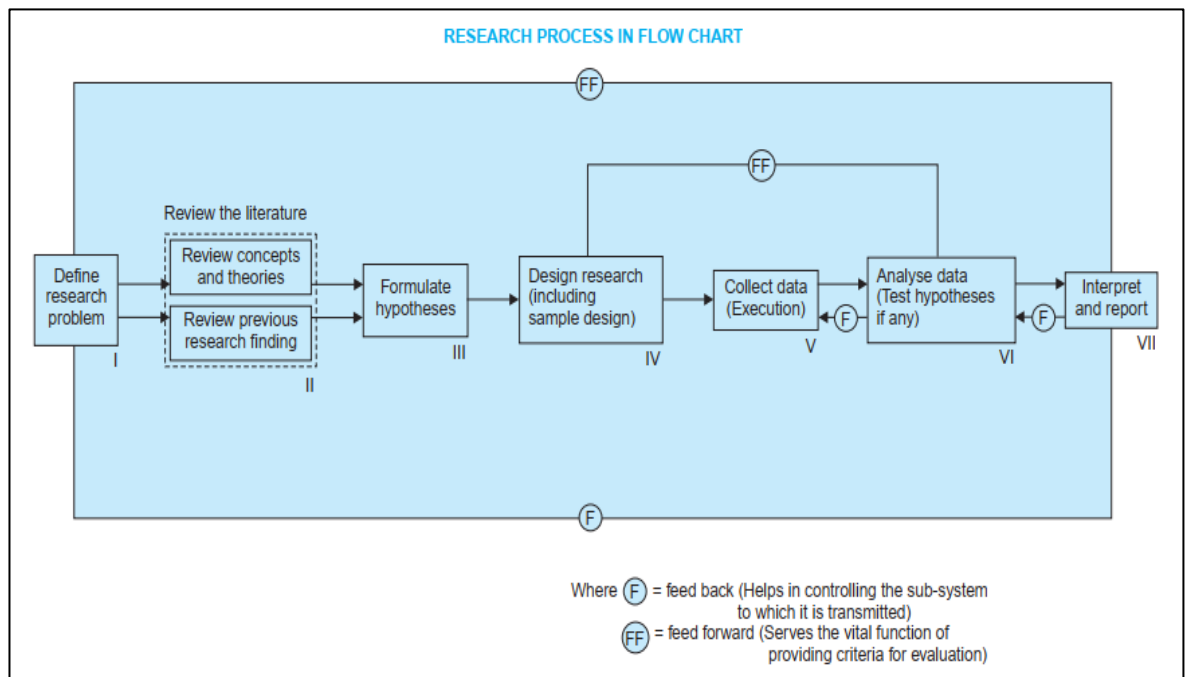 RESEARCH PROCESS IN FLOW CHART
FF
FF
Review the literature
Review concepts
and theories
Review previous
research finding
Define
research
problem
I
II
Formulate
hypotheses
III
Design research
(including
sample design)
IV
Collect data
(Execution)
V
F
Analyse data
(Test hypotheses
if any)
VI
F
Interpret
and report
VII
F
Where F = feed back (Helps in controlling the sub-system
to which it is transmitted)
FF = feed forward (Serves the vital function of
providing criteria for evaluation)